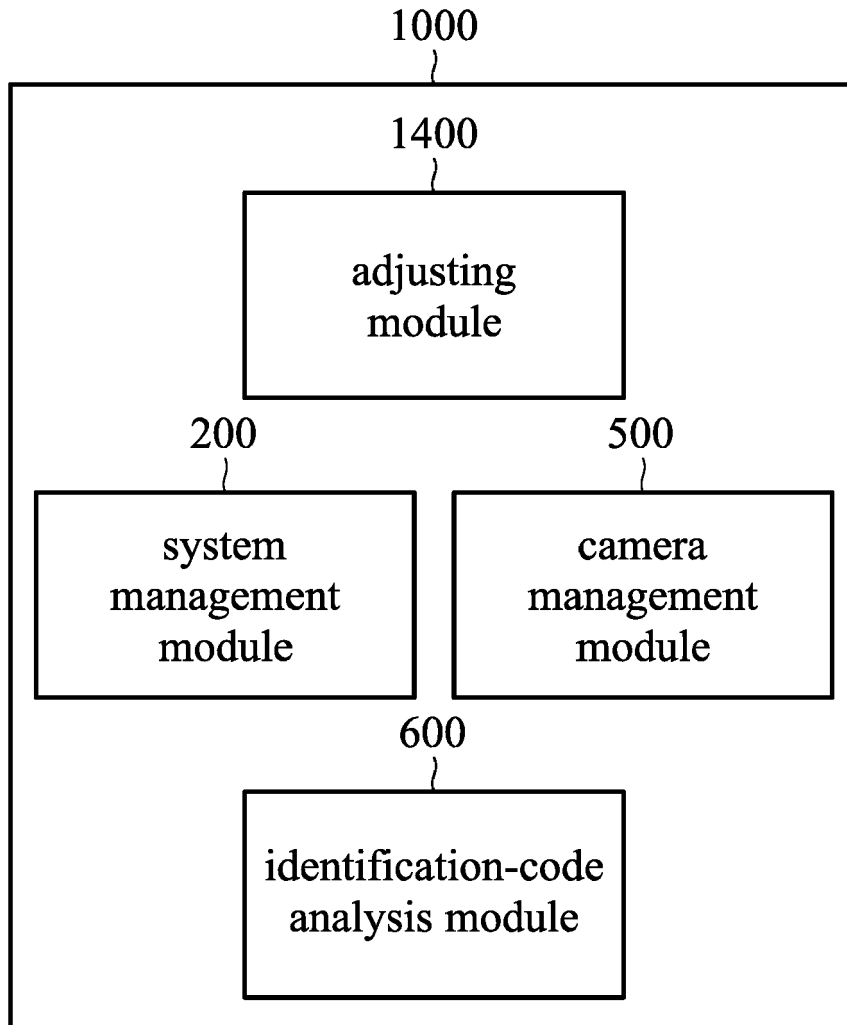 1000
1400
adjusting
module
200
system
management
module
500
camera
management
module
600
identification-code
analysis module